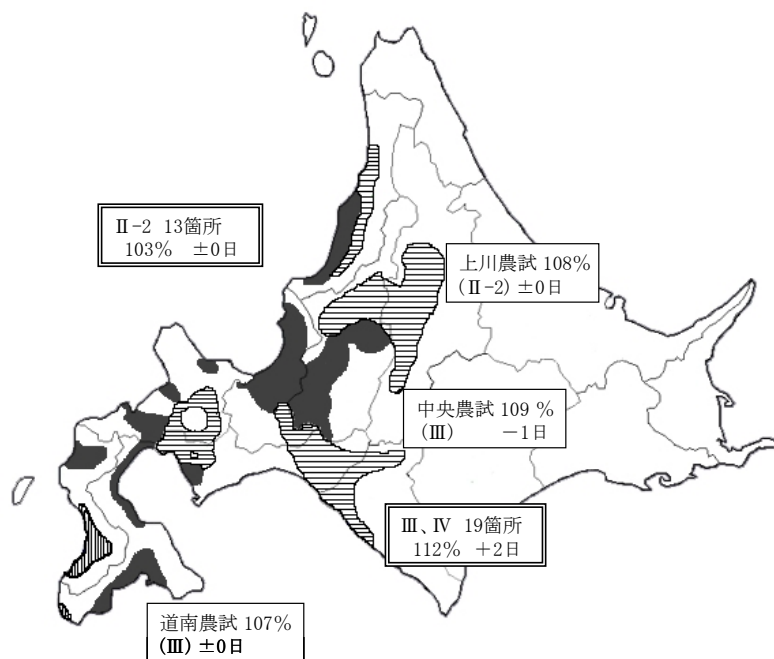 Ⅱ-2 13箇所
103% ±0日
上川農試 108%
(Ⅱ-2) ±0日
中央農試 109 %
(Ⅲ) －1日
Ⅲ、Ⅳ 19箇所
112% ＋2日
道南農試 107%
(Ⅲ) ±0日